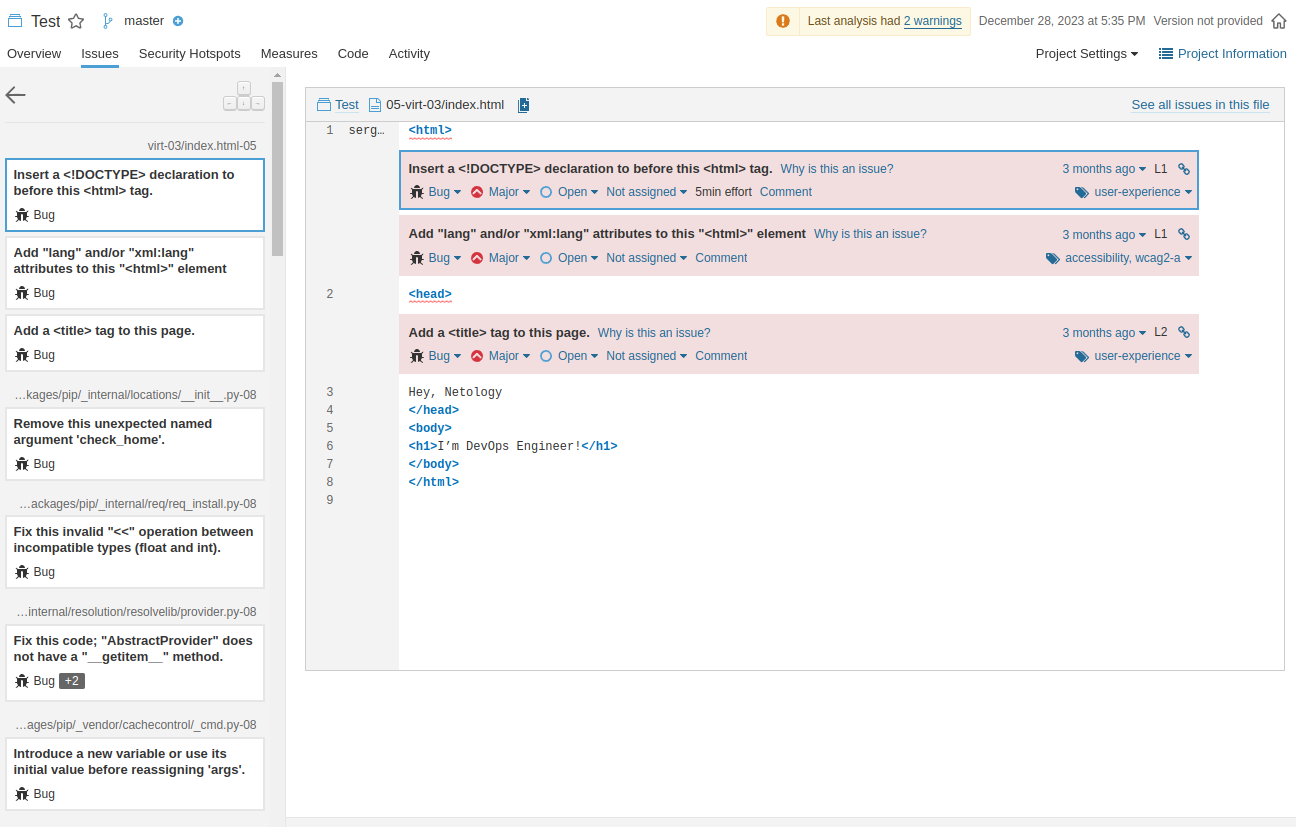 Test master Last analysis had 2 warnings December 28, 2023 at 5:35 PM Version not provided
Overview Issues Security Hotspots Measures Code Activity Project Settings Project Information
virt-03/index.html-05
Insert a <!DOCTYPE> declaration to
before this <html> tag.
Bug
Add "lang" and/or "xml:lang"
attributes to this "<html>" element
Bug
Add a <title> tag to this page.
Bug
…kages/pip/_internal/locations/__init__.py-08
Remove this unexpected named
argument 'check_home'.
Bug
…ackages/pip/_internal/req/req_install.py-08
Fix this invalid "<<" operation between
incompatible types (float and int).
Bug
…internal/resolution/resolvelib/provider.py-08
Fix this code; "AbstractProvider" does
not have a "__getitem__" method.
Bug +2
…ages/pip/_vendor/cachecontrol/_cmd.py-08
Introduce a new variable or use its
initial value before reassigning 'args'.
Bug
Test 05-virt-03/index.html See all issues in this file
1 serg… <html>
Insert a <!DOCTYPE> declaration to before this <html> tag. Why is this an issue? 3 months ago L1
Bug Major Open Not assigned 5min effort Comment user-experience
Add "lang" and/or "xml:lang" attributes to this "<html>" element Why is this an issue? 3 months ago L1
Bug Major Open Not assigned Comment accessibility, wcag2-a
2 <head>
Add a <title> tag to this page. Why is this an issue? 3 months ago L2
Bug Major Open Not assigned Comment user-experience
3 Hey, Netology
4 </head>
5 <body>
6 <h1>I’m DevOps Engineer!</h1>
7 </body>
8 </html>
9